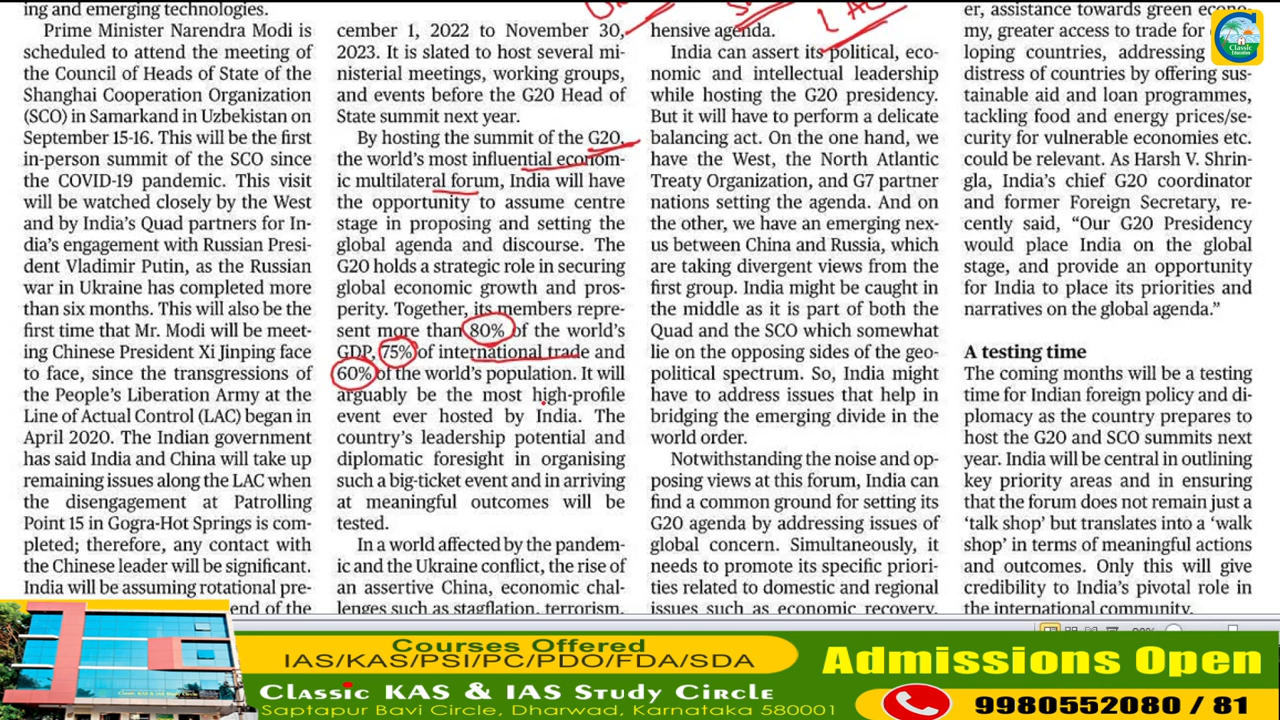 ing and emerging technologies.
Prime Minister Narendra Modi is
scheduled to attend the meeting of
the Council of Heads of State of the
Shanghai Cooperation Organization
(SCO) in Samarkand in Uzbekistan on
September 15-16. This will be the first
in-person summit of the SCO since
the COVID-19 pandemic. This visit
will be watched closely by the West
and by India's Quad partners for In-
dia's engagement with Russian Presi-
dent Vladimir Putin, as the Russian
war in Ukraine has completed more
than six months. This will also be the
first time that Mr. Modi will be meet-
ing Chinese President Xi Jinping face
to face, since the transgressions of
the People's Liberation Army at the
Line of Actual Control (LAC) began in
April 2020. The Indian government
has said India and China will take up
remaining issues along the LAC when
the disengagement at Patrolling
Point 15 in Gogra-Hot Springs is com-
pleted; therefore, any contact with
the Chinese leader will be significant.
India will be assuming rotational pre-
end of the
cember 1, 2022 to November 30,
2023. It is slated to host several mi-
nisterial meetings, working groups,
and events before the G20 Head of
State summit next year.
By hosting the summit of the G20,
the world's most influential econom-
ic multilateral forum, India will have
the opportunity to assume centre
stage in proposing and setting the
global agenda and discourse. The
G20 holds a strategic role in securing
global economic growth and pros-
perity. Together, its members repre-
sent more than 80% of the world's
GDP, 75% of international trade and
60% of the world's population. It will
arguably be the most high-profile
event ever hosted by India. The
country's leadership potential and
diplomatic foresight in organising
such a big-ticket event and in arriving
at meaningful outcomes will be
tested.
In a world affected by the pandem-
ic and the Ukraine conflict, the rise of
an assertive China, economic chal-
lenges such as stagflation, terrorism,
hensive agenda.
India can assert its political, eco-
nomic and intellectual leadership
while hosting the G20 presidency.
But it will have to perform a delicate
balancing act. On the one hand, we
have the West, the North Atlantic
Treaty Organization, and G7 partner
nations setting the agenda. And on
the other, we have an emerging nex-
us between China and Russia, which
are taking divergent views from the
first group. India might be caught in
the middle as it is part of both the
Quad and the SCO which somewhat
lie on the opposing sides of the geo-
political spectrum. So, India might
have to address issues that help in
bridging the emerging divide in the
world order.
Notwithstanding the noise and op-
posing views at this forum, India can
find a common ground for setting its
G20 agenda by addressing issues of
global concern. Simultaneously, it
needs to promote its specific priori-
ties related to domestic and regional
issues such as economic recovery,
er, assistance towards green econo-
my, greater access to trade for
loping countries, addressing
distress of countries by offering sus-
tainable aid and loan programmes,
tackling food and energy prices/se-
curity for vulnerable economies etc.
could be relevant. As Harsh V. Shrin-
gla, India's chief G20 coordinator
and former Foreign Secretary, re-
cently said, "Our G20 Presidency
would place India on the global
stage, and provide an opportunity
for India to place its priorities and
narratives on the global agenda."
A testing time
The coming months will be a testing
time for Indian foreign policy and di-
plomacy as the country prepares to
host the G20 and SCO summits next
year. India will be central in outlining
key priority areas and in ensuring
that the forum does not remain just a
'talk shop' but translates into a 'walk
shop' in terms of meaningful actions
and outcomes. Only this will give
credibility to India's pivotal role in
the international community.
Classic
Education
Courses Offered
IAS/KAS/PSI/PC/PDO/FDA/SDA
Classic KAS & IAS Study Circle
Saptapur Bavi Circle, Dharwad, Karnataka 580001
Admissions Open
9980552080 / 81